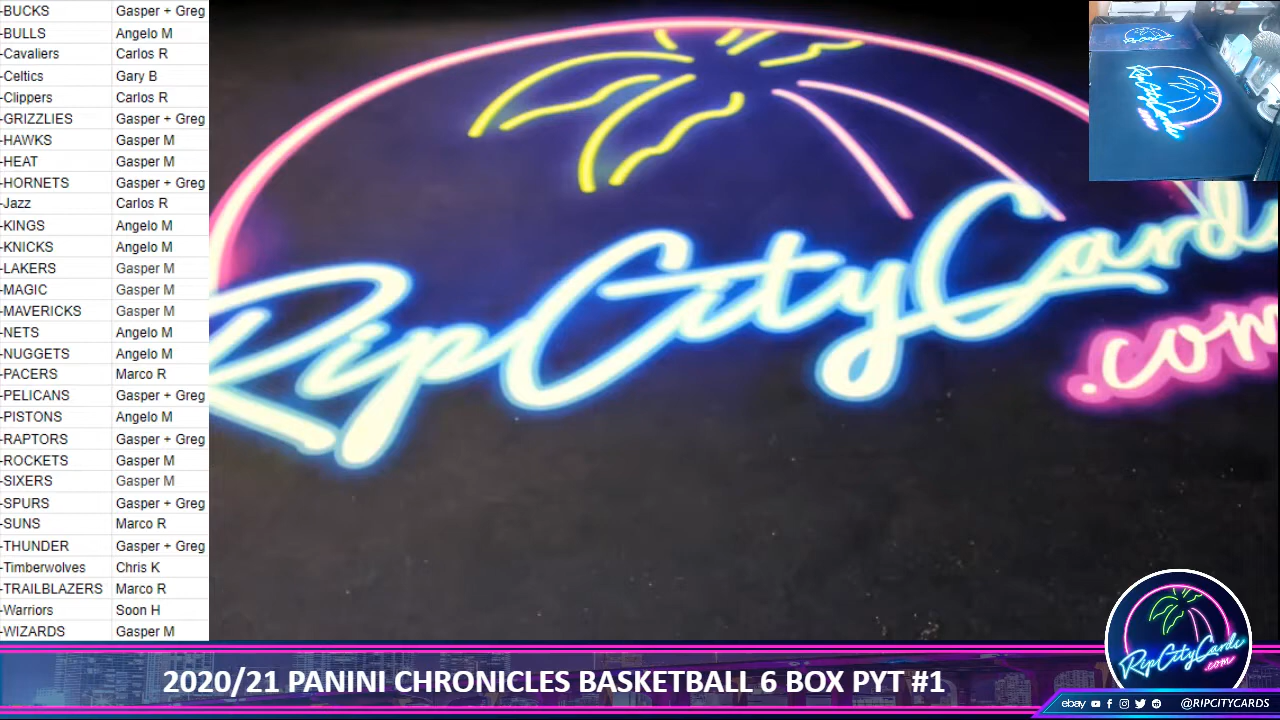 -BUCKS Gasper + Greg
-BULLS Angelo M
-Cavaliers Carlos R
-Celtics Gary B
-Clippers Carlos R
-GRIZZLIES Gasper + Greg
-HAWKS Gasper M
-HEAT Gasper M
-HORNETS Gasper + Greg
-Jazz Carlos R
-KINGS Angelo M
-KNICKS Angelo M
-LAKERS Gasper M
-MAGIC Gasper M
-MAVERICKS Gasper M
-NETS Angelo M
-NUGGETS Angelo M
-PACERS Marco R
-PELICANS Gasper + Greg
-PISTONS Angelo M
-RAPTORS Gasper + Greg
-ROCKETS Gasper M
-SIXERS Gasper M
-SPURS Gasper + Greg
-SUNS Marco R
-THUNDER Gasper + Greg
-Timberwolves Chris K
-TRAILBLAZERS Marco R
-Warriors Soon H
-WIZARDS Gasper M
RipCityCards
.com
RipCityCards
RipCityCards
.com
2020/21 PANINI CHRONICLES BASKETBALL 6 BOX PYT #1
ebay @RIPCITYCARDS